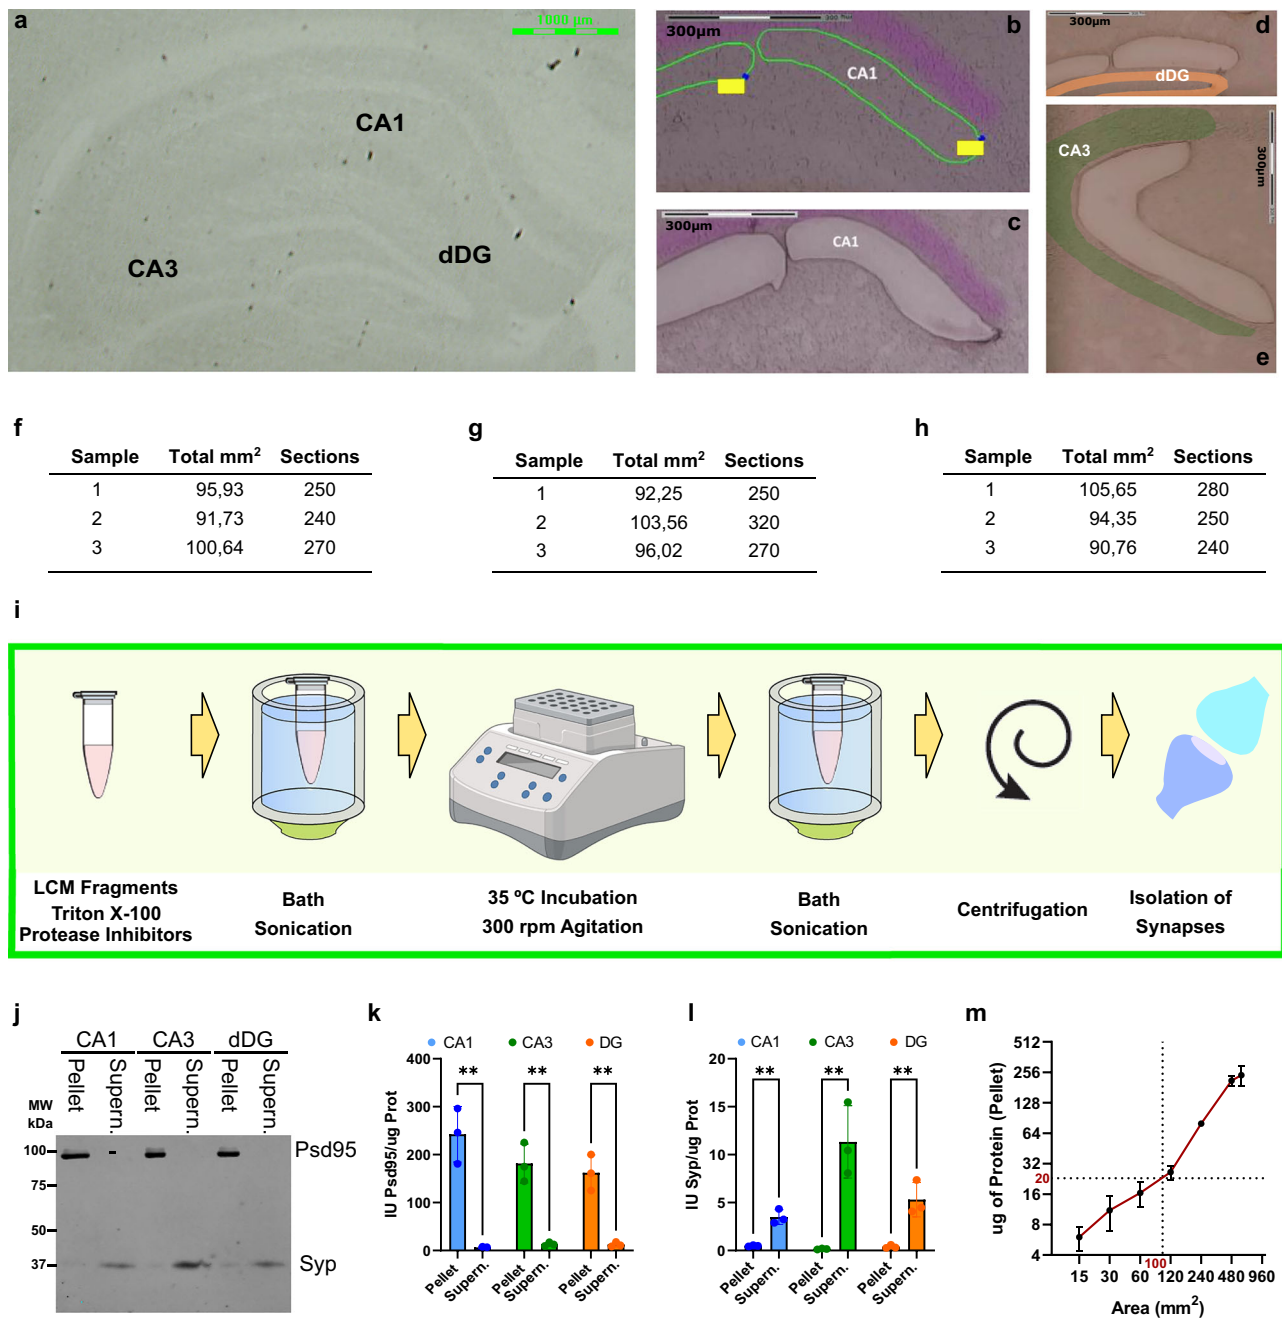 a
1000 µm
CA1
CA3
dDG
300µm
b
CA1
300µm
c
CA1
300µm
d
dDG
CA3
300µm
e
f
Sample Total mm² Sections
1 95,93 250
2 91,73 240
3 100,64 270
g
Sample Total mm² Sections
1 92,25 250
2 103,56 320
3 96,02 270
h
Sample Total mm² Sections
1 105,65 280
2 94,35 250
3 90,76 240
i
LCM Fragments
Triton X-100
Protease Inhibitors
Bath
Sonication
35 ºC Incubation
300 rpm Agitation
Bath
Sonication
Centrifugation
Isolation of
Synapses
j
CA1 CA3 dDG
Pellet Supern. Pellet Supern. Pellet Supern.
MW
kDa
100
75
50
37
Psd95
Syp
k
CA1 CA3 DG
IU Psd95/ug Prot
400
300
200
100
0
** ** **
Pellet Supern. Pellet Supern. Pellet Supern.
l
CA1 CA3 DG
IU Syp/ug Prot
20
15
10
5
0
** ** **
Pellet Supern. Pellet Supern. Pellet Supern.
m
ug of Protein (Pellet)
512
256
128
64
32
20
16
8
4
100
15 30 60 120 240 480 960
Area (mm²)